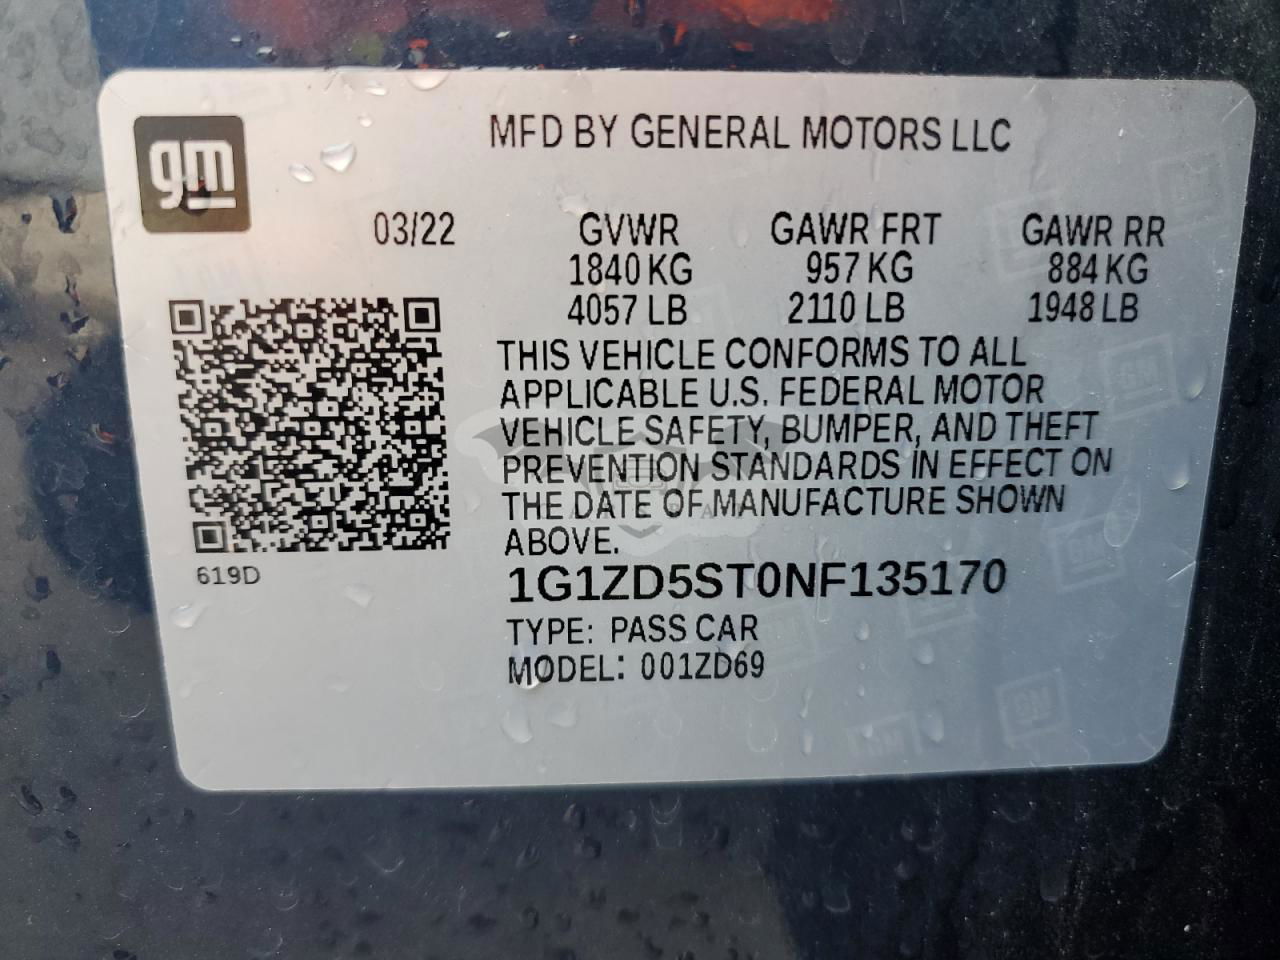 gm
MFD BY GENERAL MOTORS LLC
03/22 GVWR GAWR FRT GAWR RR
1840 KG 957 KG 884 KG
4057 LB 2110 LB 1948 LB
THIS VEHICLE CONFORMS TO ALL
APPLICABLE U.S. FEDERAL MOTOR
VEHICLE SAFETY, BUMPER, AND THEFT
PREVENTION STANDARDS IN EFFECT ON
THE DATE OF MANUFACTURE SHOWN
ABOVE.
619D
1G1ZD5ST0NF135170
TYPE: PASS CAR
MODEL: 001ZD69